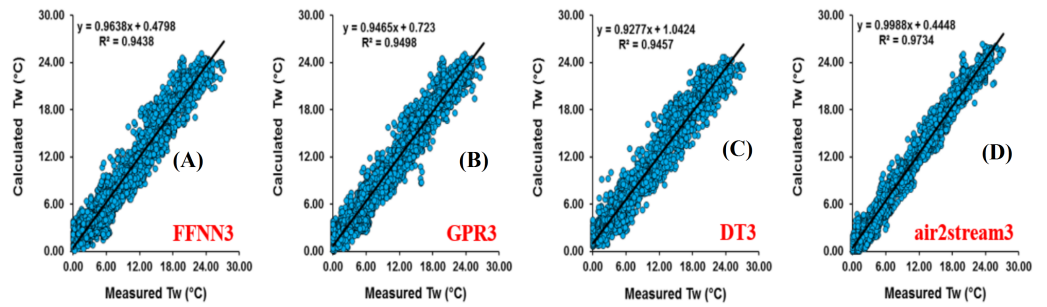 30.00
24.00
18.00
12.00
6.00
0.00
Calculated Tw (°C)
y = 0.9638x + 0.4798
R² = 0.9438
(A)
FFNN3
0.00 6.00 12.00 18.00 24.00 30.00
Measured Tw (°C)
30.00
24.00
18.00
12.00
6.00
0.00
Calculated Tw (°C)
y = 0.9465x + 0.723
R² = 0.9498
(B)
GPR3
0.00 6.00 12.00 18.00 24.00 30.00
Measured Tw (°C)
30.00
24.00
18.00
12.00
6.00
0.00
Calculated Tw (°C)
y = 0.9277x + 1.0424
R² = 0.9457
(C)
DT3
0.00 6.00 12.00 18.00 24.00 30.00
Measured Tw (°C)
30.00
24.00
18.00
12.00
6.00
0.00
Calculated Tw (°C)
y = 0.9988x + 0.4448
R² = 0.9734
(D)
air2stream3
0.00 6.00 12.00 18.00 24.00 30.00
Measured Tw (°C)